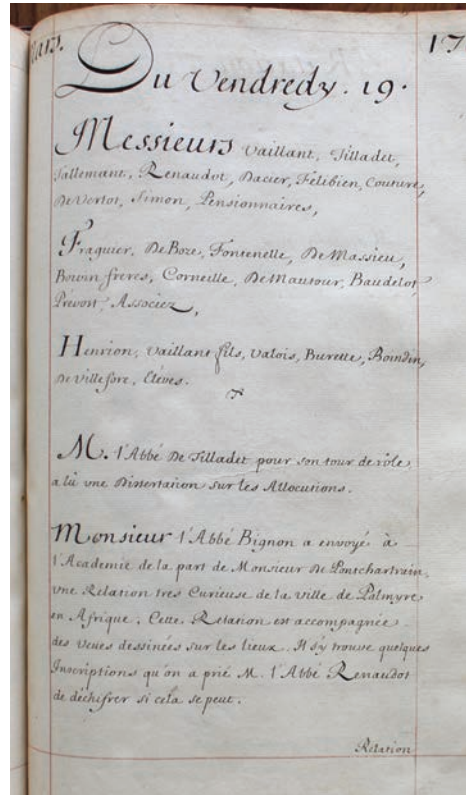 Mars. 17
Du Vendredy. 19.
Messieurs Vaillant, Tilladet,
Tallemant, Renaudot, Dacier, Felibien, Couture,
De Vertot, Simon, Pensionnaires,
Fraguier, De Boze, Fontenelle, De Massieu,
Boivin freres, Corneille, De Mautour, Baudelot,
Prevost, Associez,
Henrion, Vaillant fils, Valois, Burette, Boindin,
De Villefore, Eleves.
M. l'Abbé De Tilladet pour son tour de rôle
a lû une Dissertation sur les Allocutions.
Monsieur l'Abbé Bignon a envoyé à
l'Academie de la part de Monsieur De Pontchartrain,
une Relation tres Curieuse de la ville de Palmyre
en Afrique. Cette Relation est accompagnée
des veues dessinées sur les lieux. Il s'y trouve quelques
Inscriptions qu'on a prié M. l'Abbé Renaudot
de déchifrer si cela se peut.
Relation